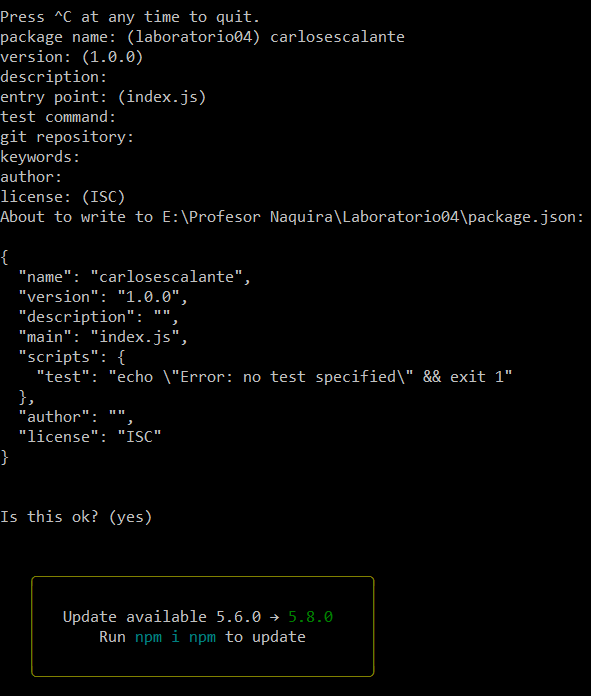 Press ^C at any time to quit.
package name: (laboratorio04) carlosescalante
version: (1.0.0)
description:
entry point: (index.js)
test command:
git repository:
keywords:
author:
license: (ISC)
About to write to E:\Profesor Naquira\Laboratorio04\package.json:
{
  "name": "carlosescalante",
  "version": "1.0.0",
  "description": "",
  "main": "index.js",
  "scripts": {
    "test": "echo \"Error: no test specified\" && exit 1"
  },
  "author": "",
  "license": "ISC"
}
Is this ok? (yes)
Update available 5.6.0 → 5.8.0
Run npm i npm to update